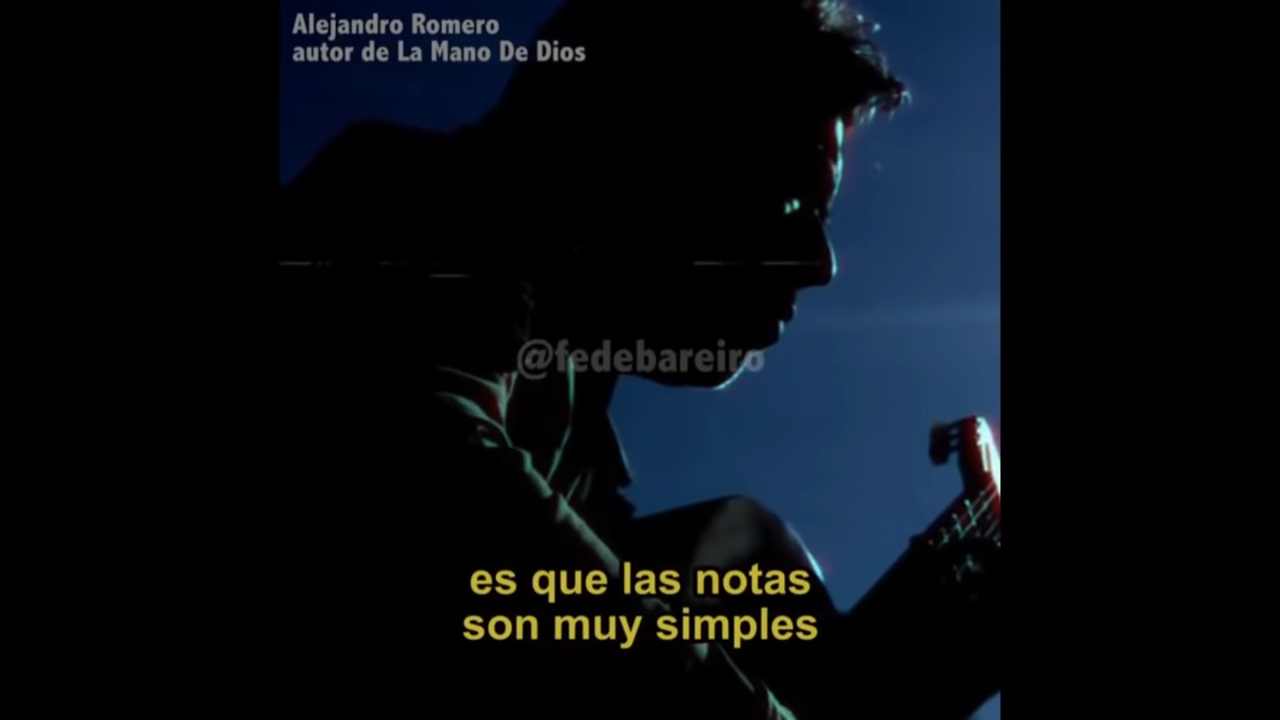 Alejandro Romero
autor de La Mano De Dios
@fedebareiro
es que las notas
son muy simples